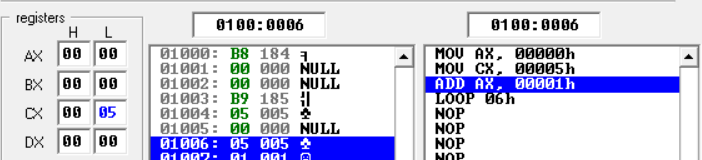 registers
H L
AX 00 00
BX 00 00
CX 00 05
DX 00 00
0100:0006
01000: B8 184 ╕
01001: 00 000 NULL
01002: 00 000 NULL
01003: B9 185 ╣
01004: 05 005 ♣
01005: 00 000 NULL
01006: 05 005 ♣
01007: 01 001 ☺
0100:0006
MOV AX, 00000h
MOV CX, 00005h
ADD AX, 00001h
LOOP 06h
NOP
NOP
NOP